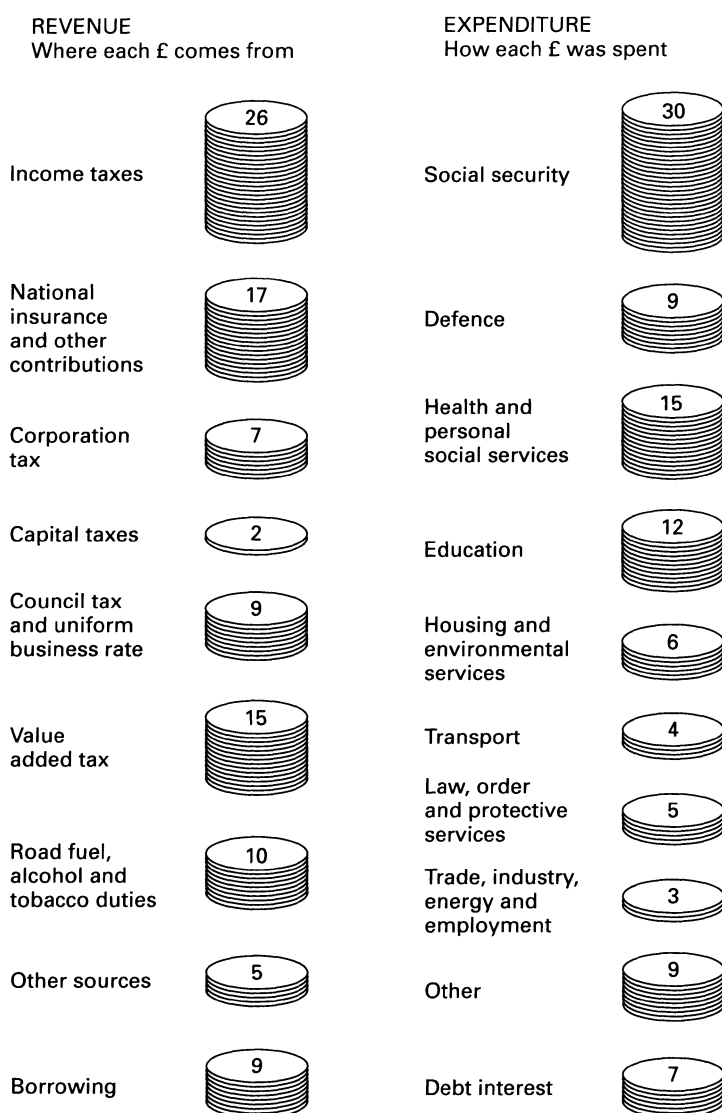 REVENUE
Where each £ comes from
Income taxes
26
National
insurance
and other
contributions
17
Corporation
tax
7
Capital taxes
2
Council tax
and uniform
business rate
9
Value
added tax
15
Road fuel,
alcohol and
tobacco duties
10
Other sources
5
Borrowing
9
EXPENDITURE
How each £ was spent
Social security
30
Defence
9
Health and
personal
social services
15
Education
12
Housing and
environmental
services
6
Transport
4
Law, order
and protective
services
5
Trade, industry,
energy and
employment
3
Other
9
Debt interest
7